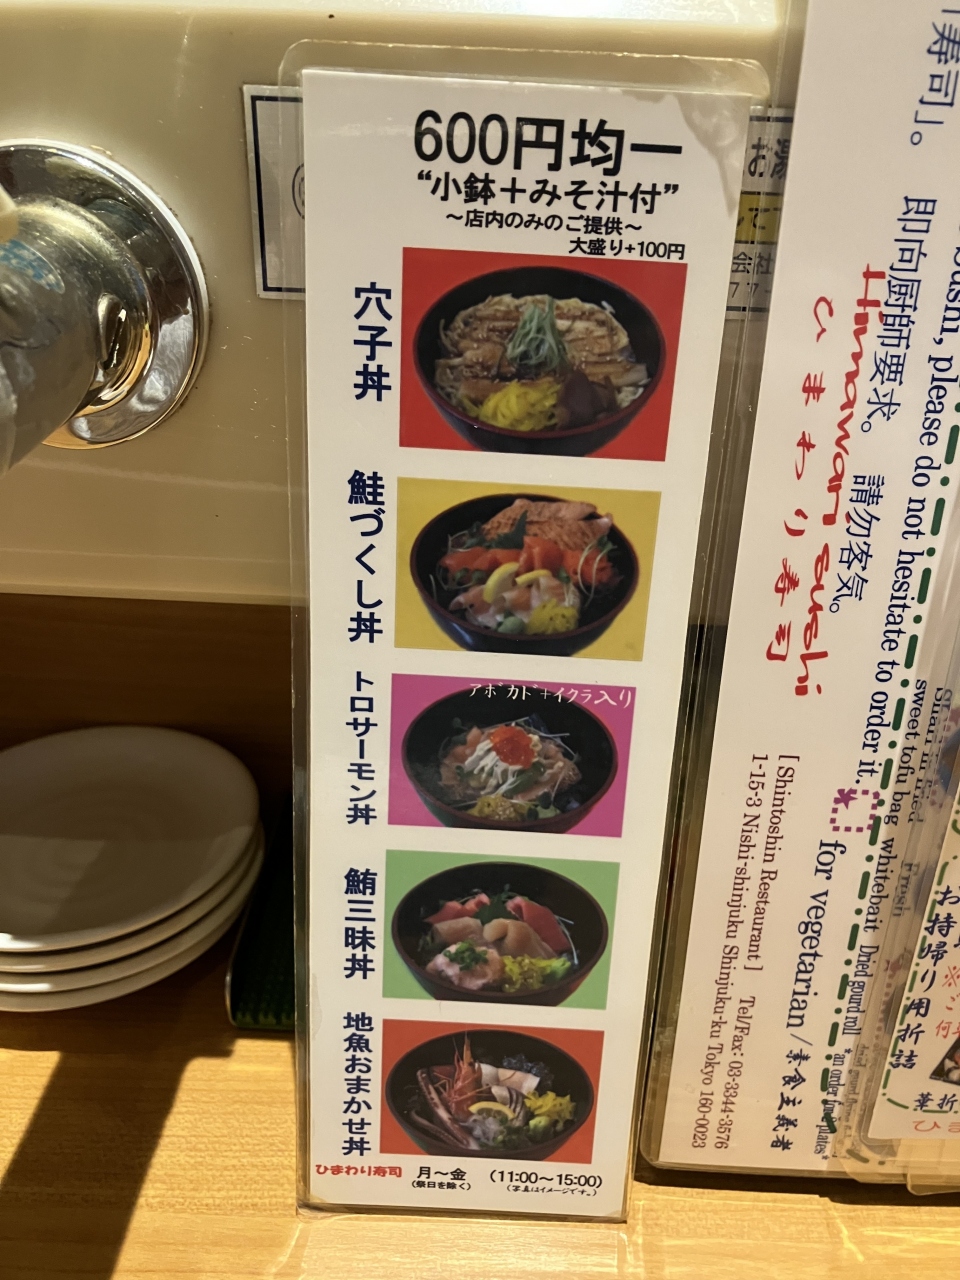 600円均一
“小鉢＋みそ汁付”
～店内のみのご提供～
大盛り+100円
穴子丼
鮭づくし丼
トロサーモン丼
アボカド+イクラ入り
鮪三昧丼
地魚おまかせ丼
ひまわり寿司
月～金
(祭日を除く)
(11:00～15:00)
(写真はイメージです。)
寿司」。
即向厨師要求。
請勿客気。
Himawari sushi
ひまわり寿司
sushi, please do not hesitate to order it.
for vegetarian / 素食主義者
[ Shintoshin Restaurant ] Tel/Fax: 03-3344-3576
1-15-3 Nishi-shinjuku Shinjuku-ku Tokyo 160-0023
sweet tofu bag
whitebait
Dried gourd roll
お持帰り用折詰